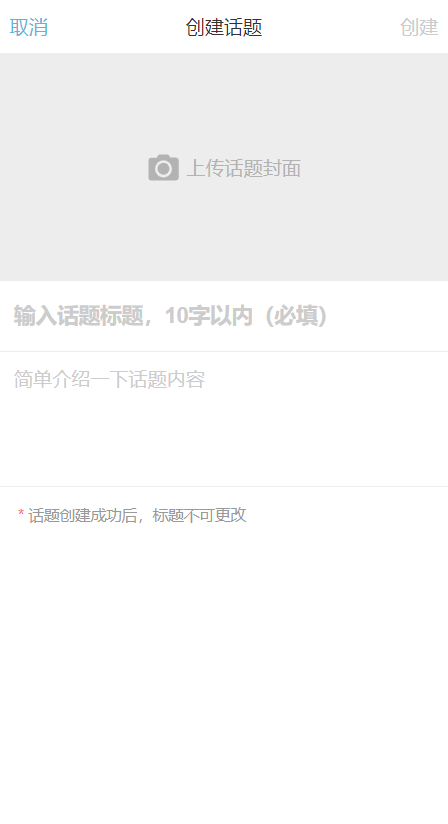 取消 创建话题 创建
上传话题封面
输入话题标题，10字以内（必填）
简单介绍一下话题内容
* 话题创建成功后，标题不可更改